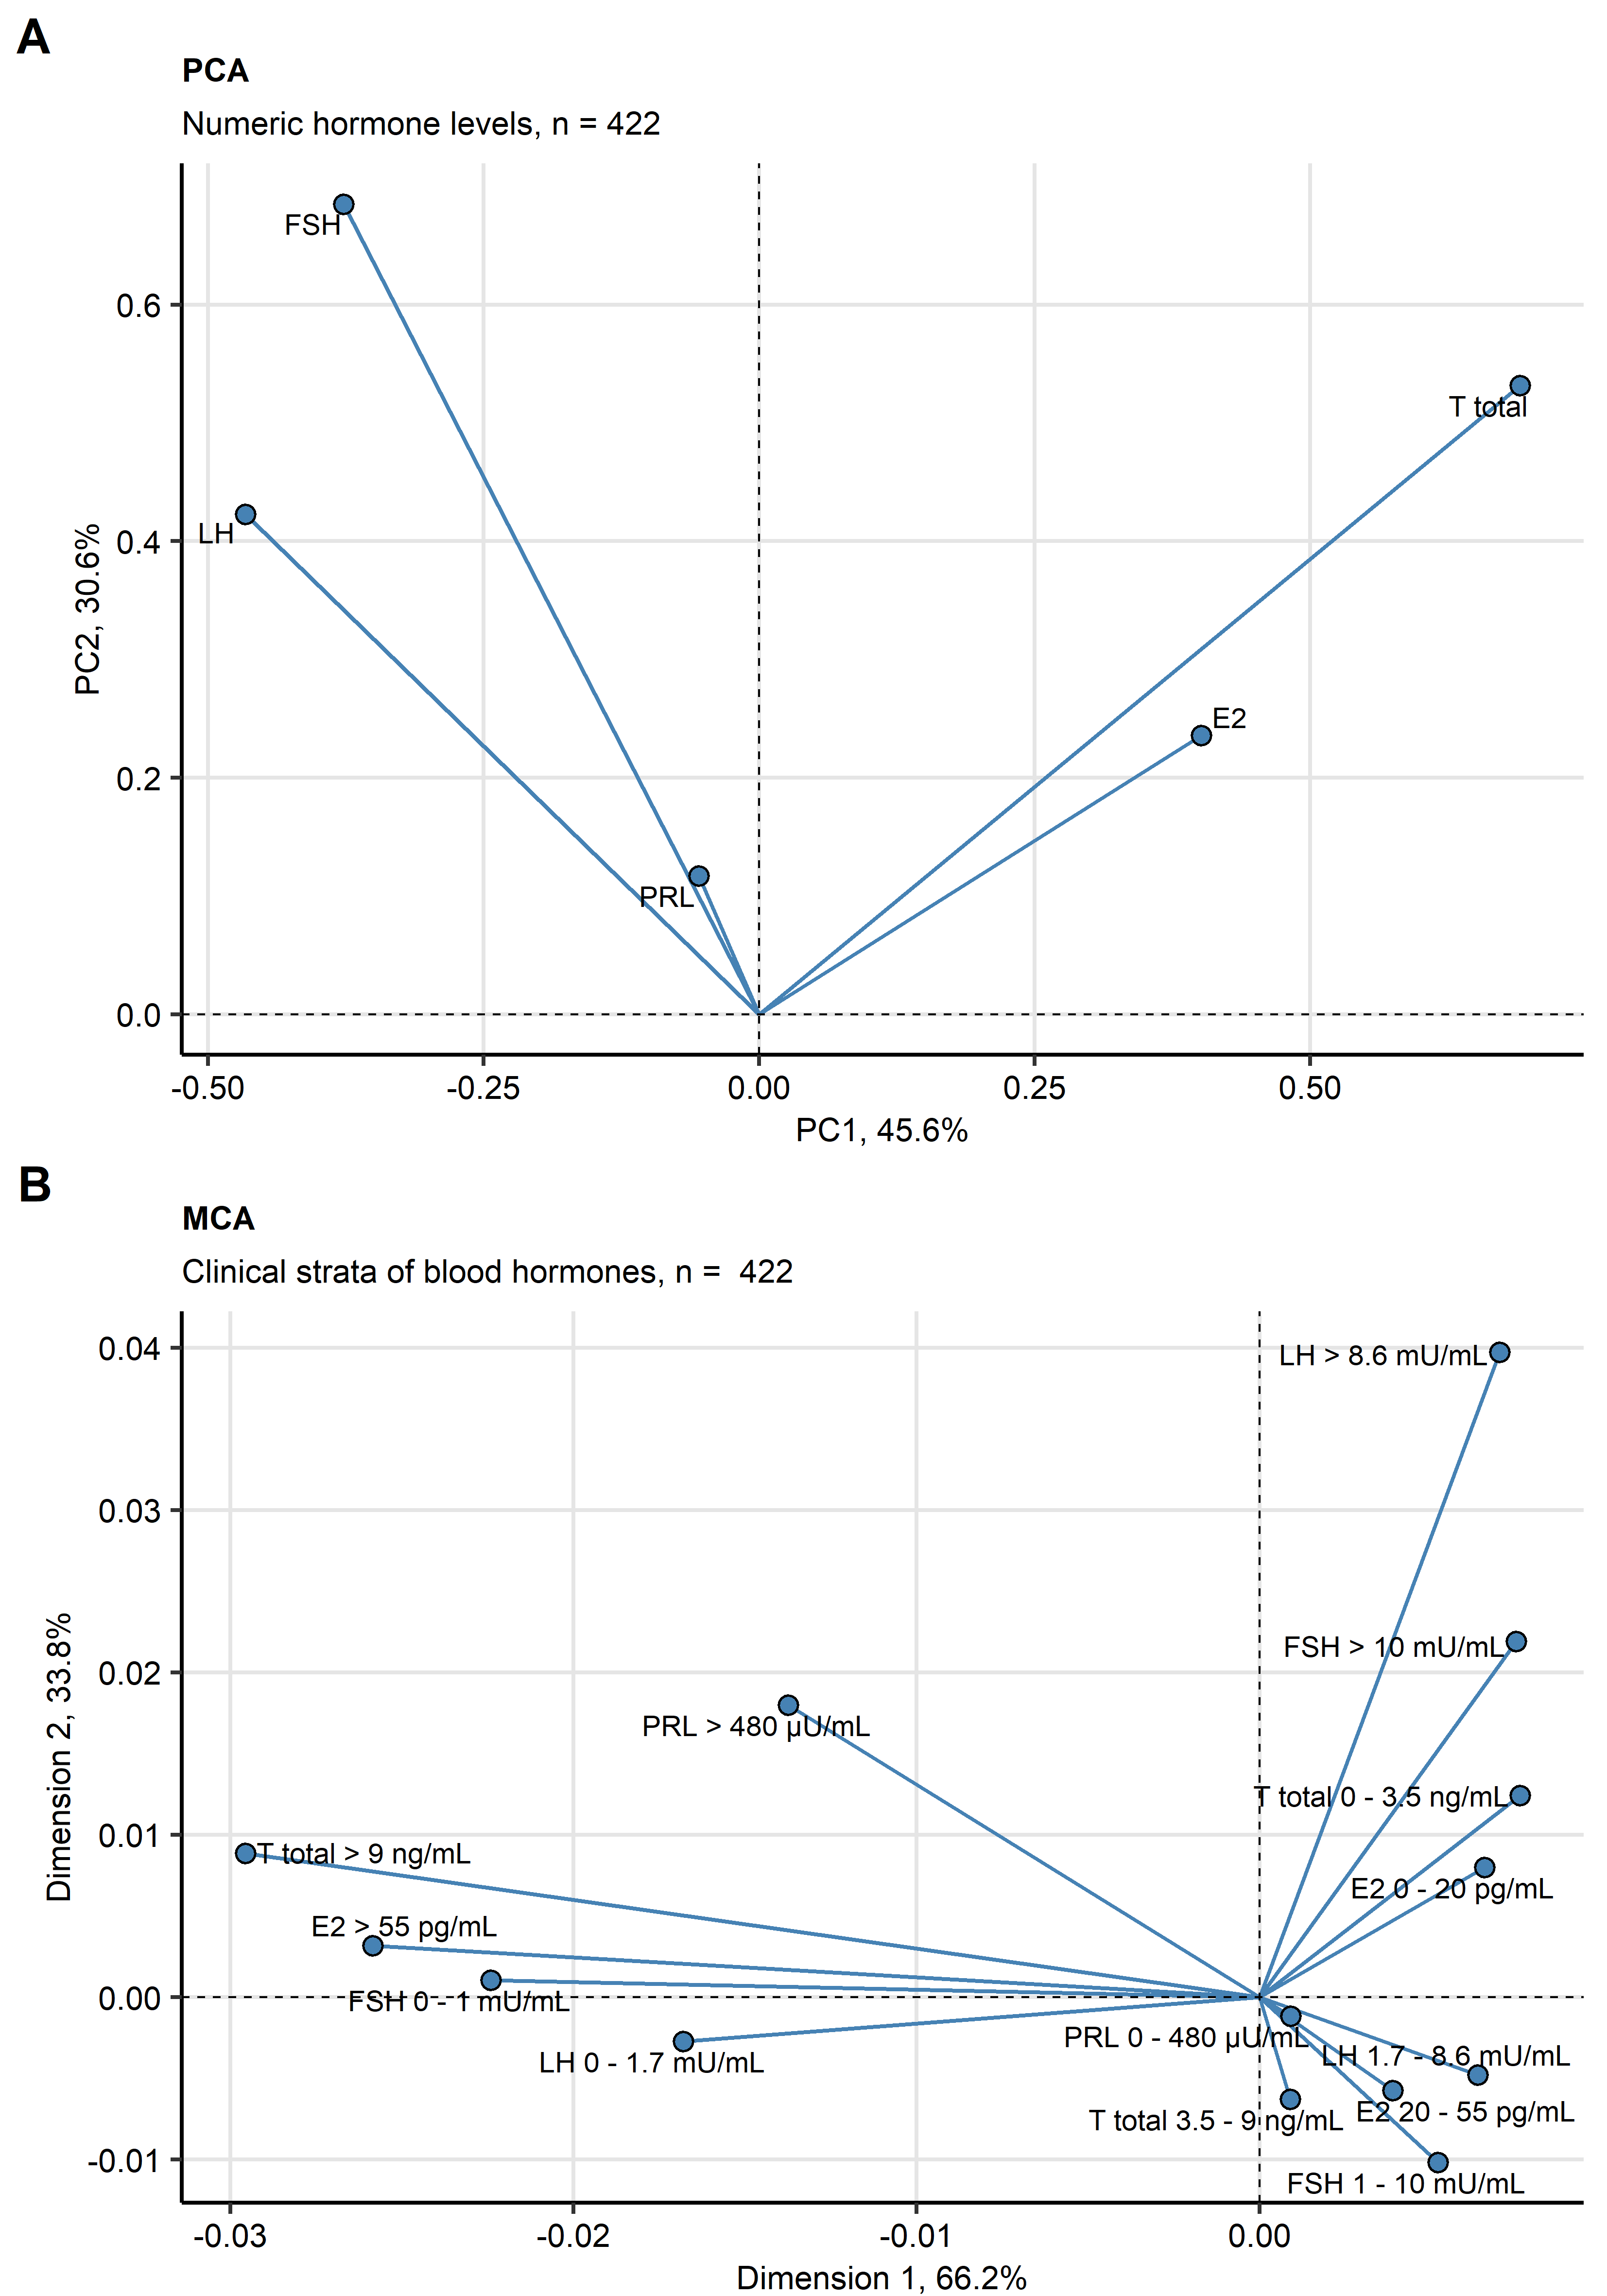 A
PCA
Numeric hormone levels, n = 422
FSH
T total
LH
E2
PRL
0.6
0.4
0.2
0.0
PC2, 30.6%
-0.50
-0.25
0.00
0.25
0.50
PC1, 45.6%
B
MCA
Clinical strata of blood hormones, n =  422
LH > 8.6 mU/mL
FSH > 10 mU/mL
PRL > 480 µU/mL
T total 0 - 3.5 ng/mL
T total > 9 ng/mL
E2 0 - 20 pg/mL
E2 > 55 pg/mL
FSH 0 - 1 mU/mL
PRL 0 - 480 µU/mL
LH 0 - 1.7 mU/mL
LH 1.7 - 8.6 mU/mL
T total 3.5 - 9 ng/mL
E2 20 - 55 pg/mL
FSH 1 - 10 mU/mL
0.04
0.03
0.02
0.01
0.00
-0.01
Dimension 2, 33.8%
-0.03
-0.02
-0.01
0.00
Dimension 1, 66.2%